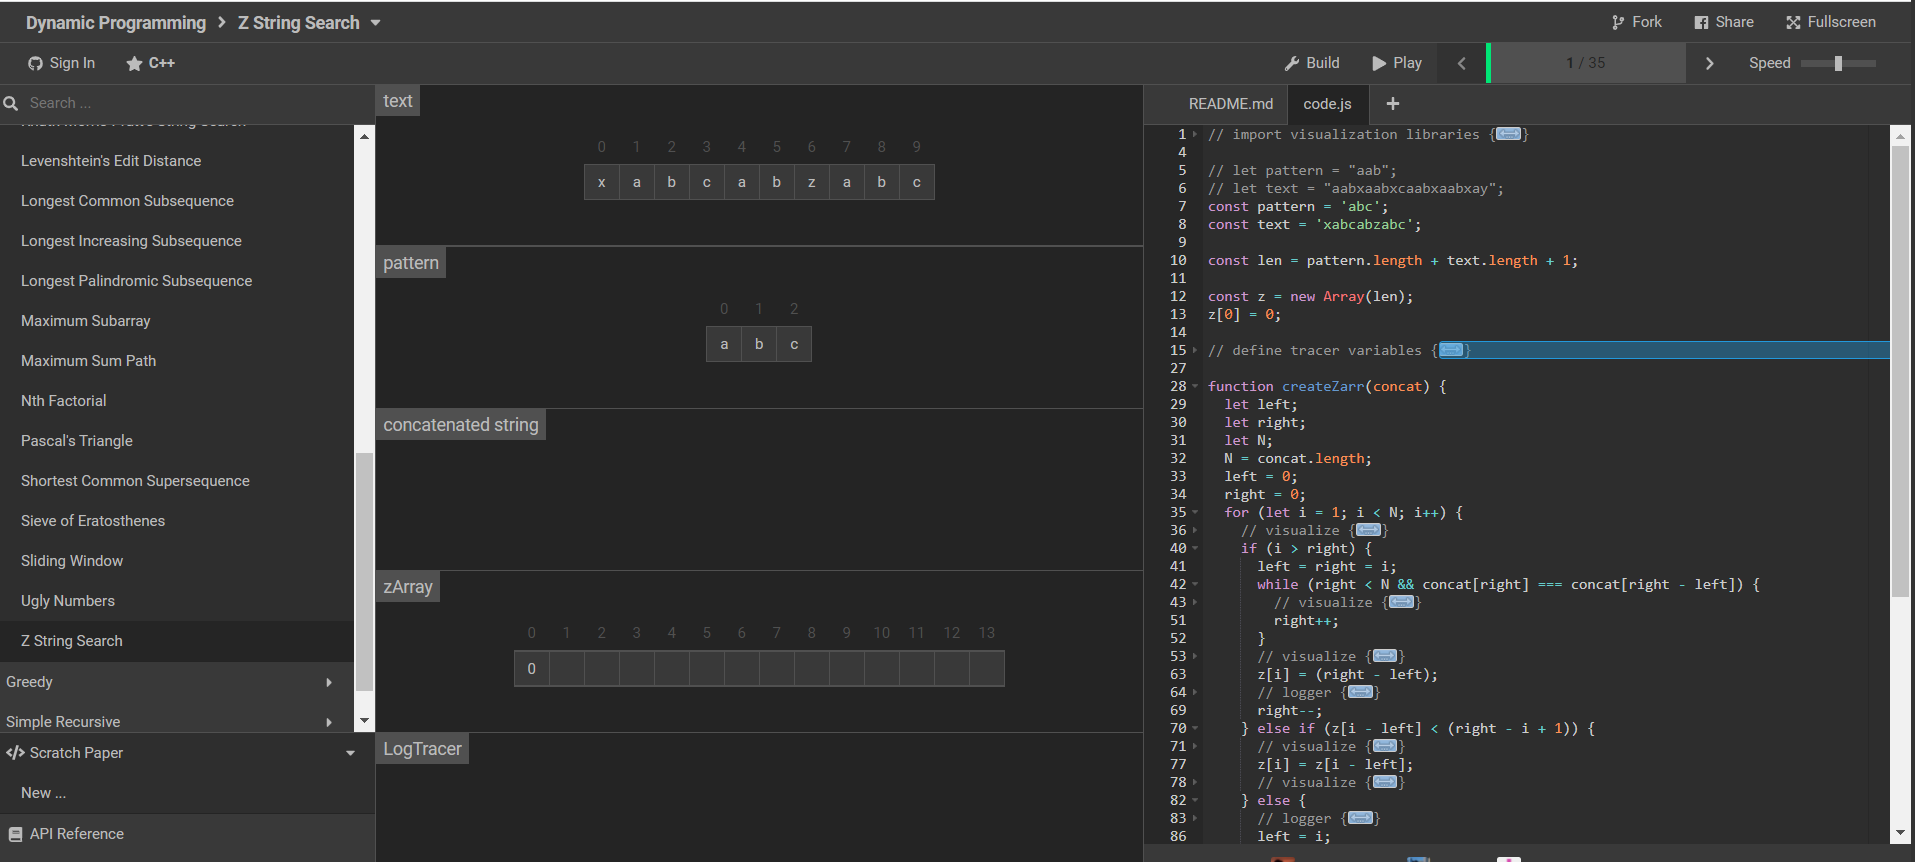 Dynamic Programming > Z String Search
Fork Share Fullscreen
Sign In C++
Build Play 1 / 35 Speed
Search ...
Levenshtein's Edit Distance
Longest Common Subsequence
Longest Increasing Subsequence
Longest Palindromic Subsequence
Maximum Subarray
Maximum Sum Path
Nth Factorial
Pascal's Triangle
Shortest Common Supersequence
Sieve of Eratosthenes
Sliding Window
Ugly Numbers
Z String Search
Greedy
Simple Recursive
</> Scratch Paper
New ...
API Reference
text
0 1 2 3 4 5 6 7 8 9
x a b c a b z a b c
pattern
0 1 2
a b c
concatenated string
zArray
0 1 2 3 4 5 6 7 8 9 10 11 12 13
0
LogTracer
README.md code.js +
1 // import visualization libraries {}
4
5 // let pattern = "aab";
6 // let text = "aabxaabxcaabxaabxay";
7 const pattern = 'abc';
8 const text = 'xabcabzabc';
9
10 const len = pattern.length + text.length + 1;
11
12 const z = new Array(len);
13 z[0] = 0;
14
15 // define tracer variables {}
27
28 function createZarr(concat) {
29 let left;
30 let right;
31 let N;
32 N = concat.length;
33 left = 0;
34 right = 0;
35 for (let i = 1; i < N; i++) {
36 // visualize {}
40 if (i > right) {
41 left = right = i;
42 while (right < N && concat[right] === concat[right - left]) {
43 // visualize {}
51 right++;
52 }
53 // visualize {}
63 z[i] = (right - left);
64 // logger {}
69 right--;
70 } else if (z[i - left] < (right - i + 1)) {
71 // visualize {}
77 z[i] = z[i - left];
78 // visualize {}
82 } else {
83 // logger {}
86 left = i;